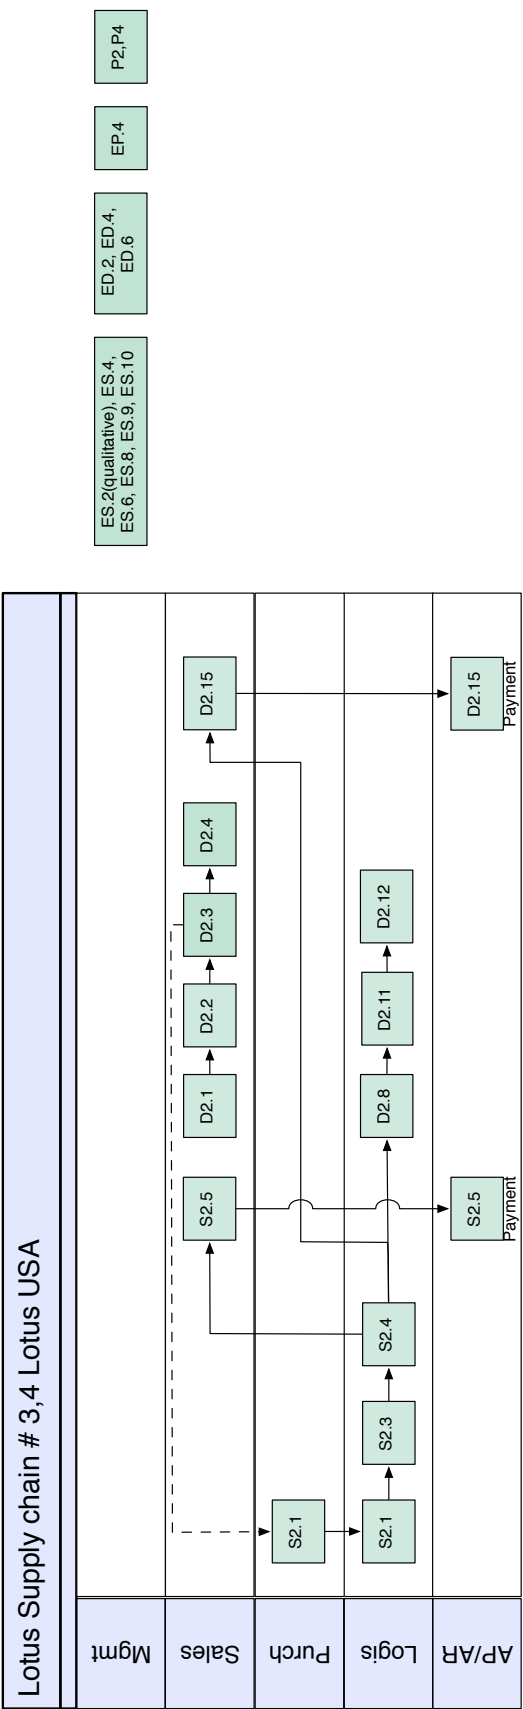 Lotus Supply chain # 3,4 Lotus USA
Mgmt
Sales
S2.5
D2.1
D2.2
D2.3
D2.4
D2.15
Purch
S2.1
Logis
S2.1
S2.3
S2.4
D2.8
D2.11
D2.12
AP/AR
S2.5
Payment
D2.15
Payment
ES.2(qualitative), ES.4,
ES.6, ES.8, ES.9, ES.10
ED.2, ED.4,
ED.6
EP.4
P2,P4